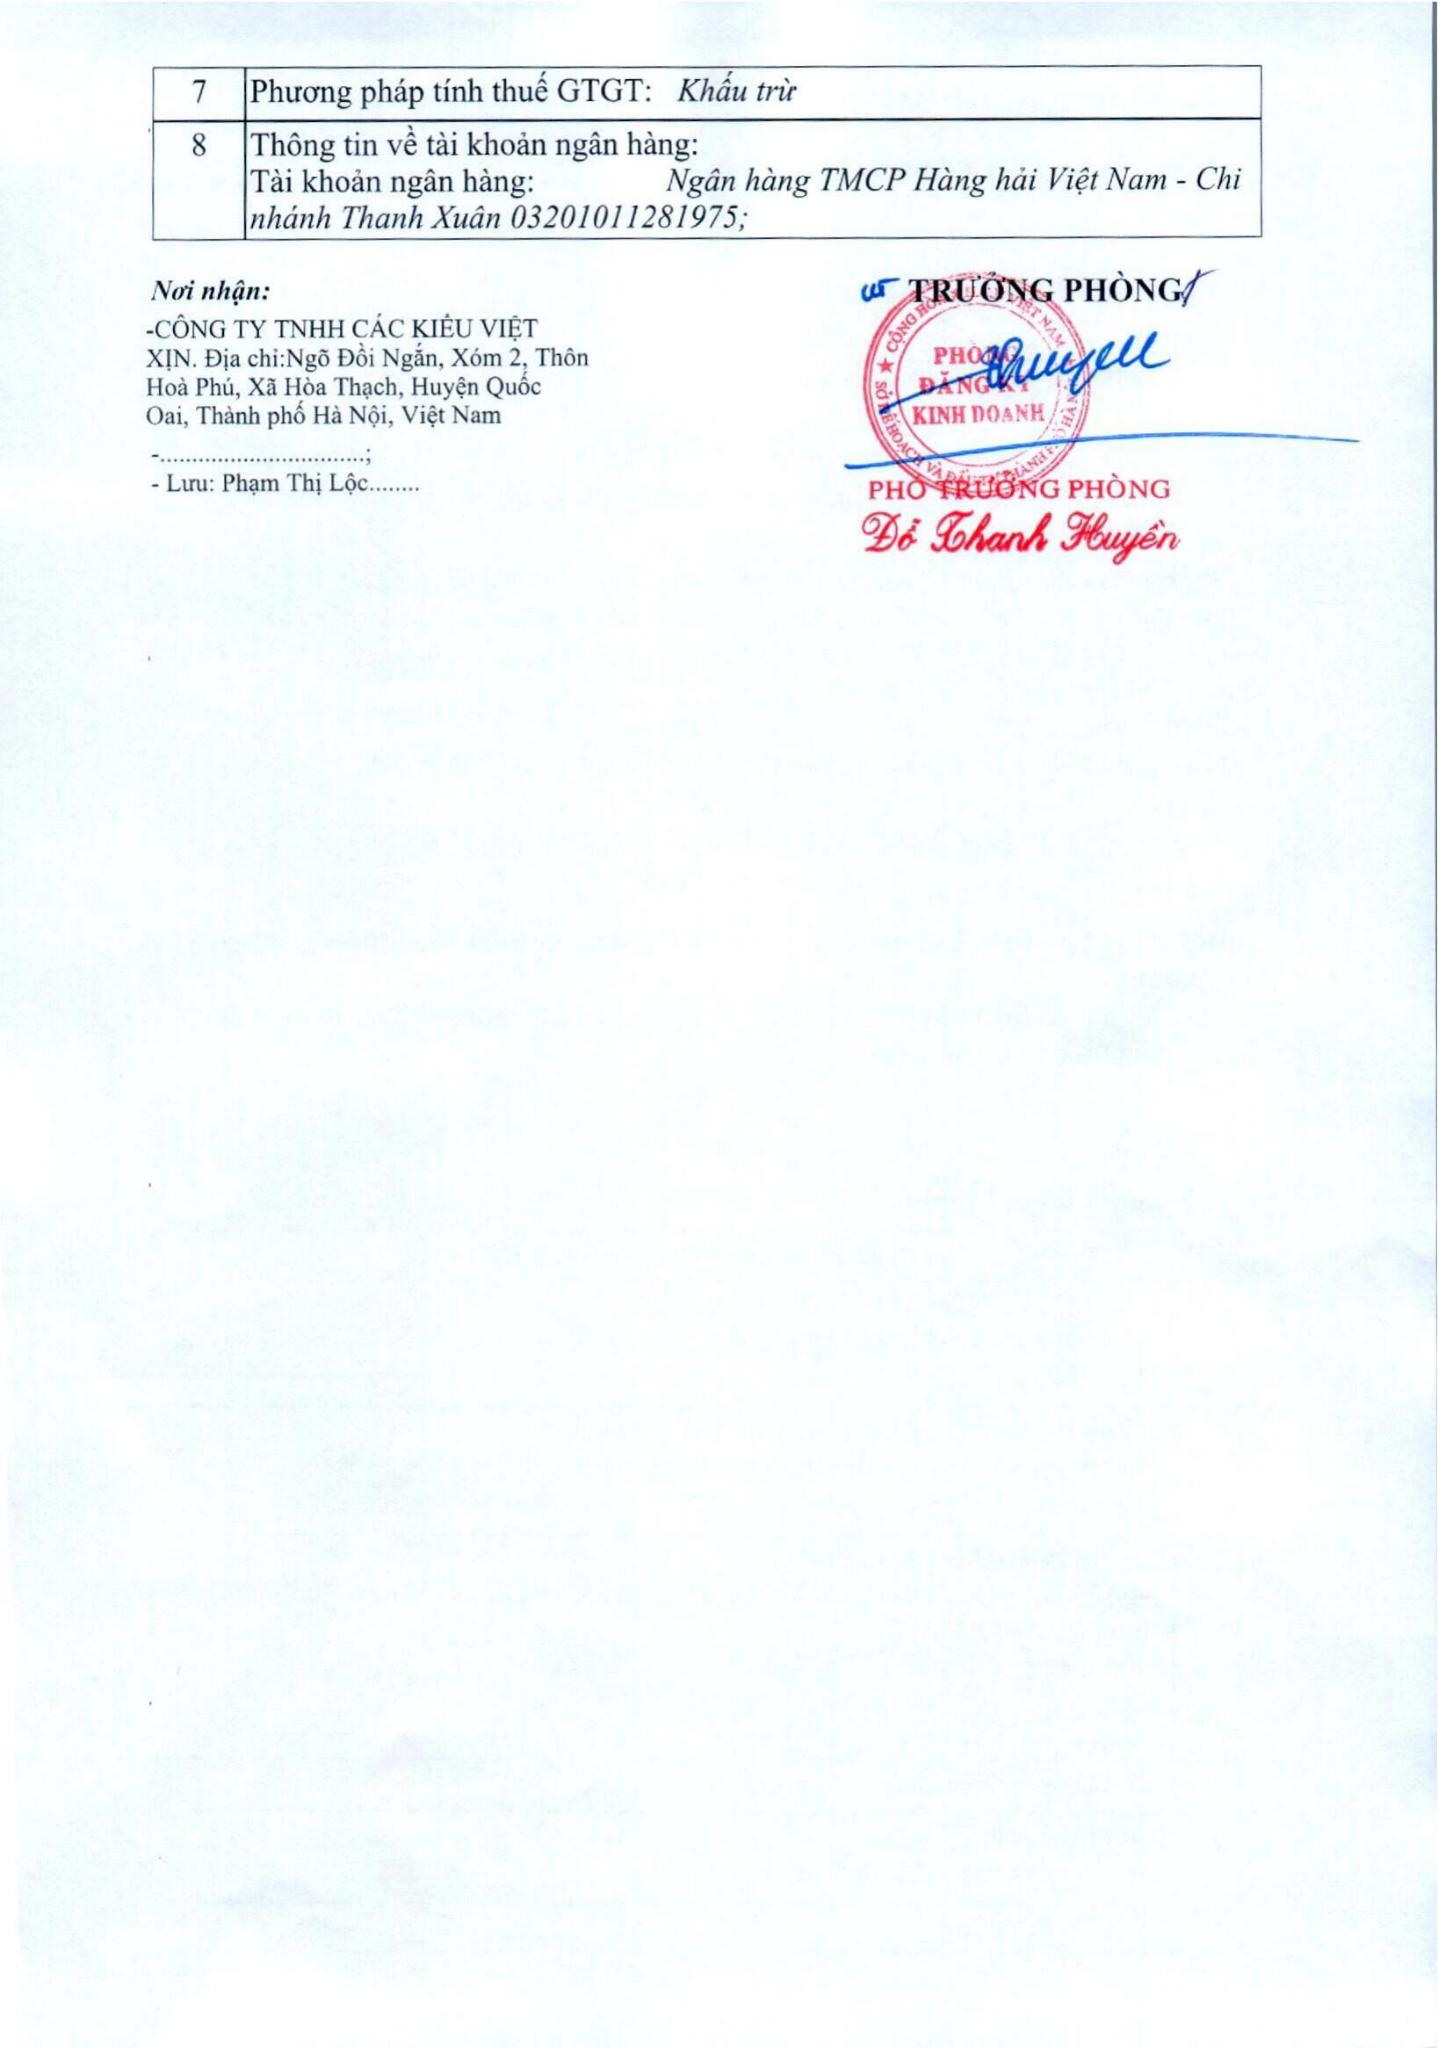 7 Phương pháp tính thuế GTGT: Khấu trừ
8 Thông tin về tài khoản ngân hàng:
Tài khoản ngân hàng: Ngân hàng TMCP Hàng hải Việt Nam - Chi
nhánh Thanh Xuân 03201011281975;
Nơi nhận:
-CÔNG TY TNHH CÁC KIỂU VIỆT
XỊN. Địa chỉ:Ngõ Đồi Ngắn, Xóm 2, Thôn
Hoà Phú, Xã Hòa Thạch, Huyện Quốc
Oai, Thành phố Hà Nội, Việt Nam
-...............................;
- Lưu: Phạm Thị Lộc........
TRƯỞNG PHÒNG
PHÒNG
ĐĂNG KÝ
KINH DOANH
PHÓ TRƯỞNG PHÒNG
Đỗ Thanh Huyền